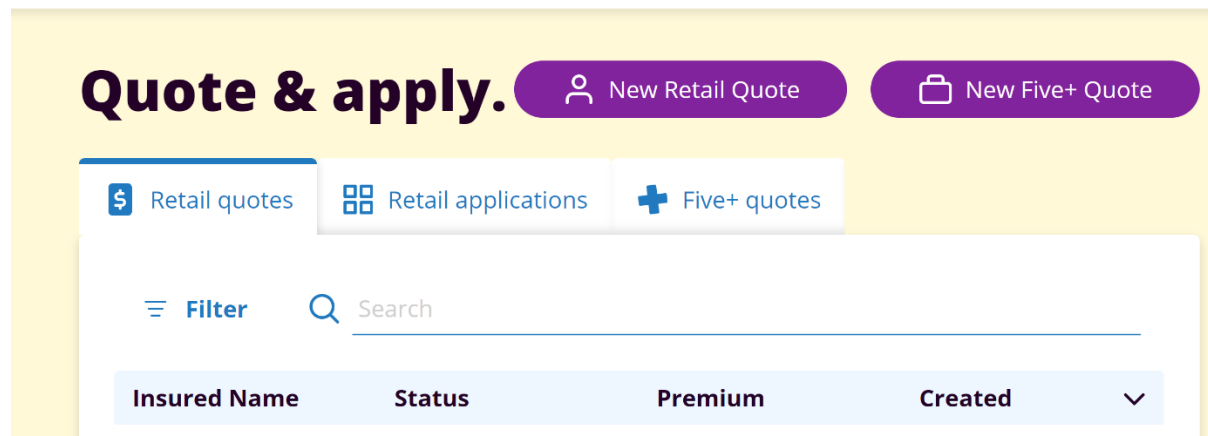 Quote & apply. New Retail Quote New Five+ Quote
Retail quotes Retail applications Five+ quotes
Filter Search
Insured Name Status Premium Created